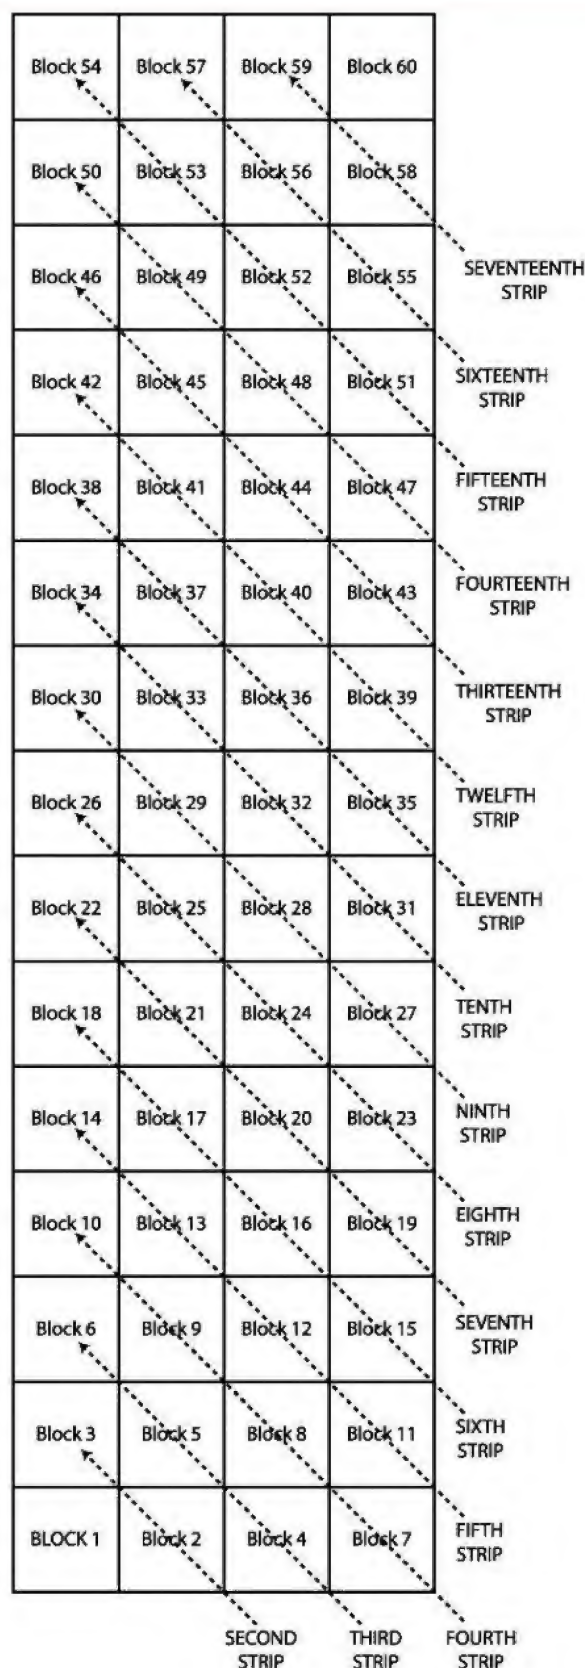 Block 54 Block 57 Block 59 Block 60
Block 50 Block 53 Block 56 Block 58
SEVENTEENTH
STRIP
Block 46 Block 49 Block 52 Block 55
SIXTEENTH
STRIP
Block 42 Block 45 Block 48 Block 51
FIFTEENTH
STRIP
Block 38 Block 41 Block 44 Block 47
FOURTEENTH
STRIP
Block 34 Block 37 Block 40 Block 43
THIRTEENTH
STRIP
Block 30 Block 33 Block 36 Block 39
TWELFTH
STRIP
Block 26 Block 29 Block 32 Block 35
ELEVENTH
STRIP
Block 22 Block 25 Block 28 Block 31
TENTH
STRIP
Block 18 Block 21 Block 24 Block 27
NINTH
STRIP
Block 14 Block 17 Block 20 Block 23
EIGHTH
STRIP
Block 10 Block 13 Block 16 Block 19
SEVENTH
STRIP
Block 6 Block 9 Block 12 Block 15
SIXTH
STRIP
Block 3 Block 5 Block 8 Block 11
FIFTH
STRIP
BLOCK 1 Block 2 Block 4 Block 7
SECOND THIRD FOURTH
STRIP STRIP STRIP